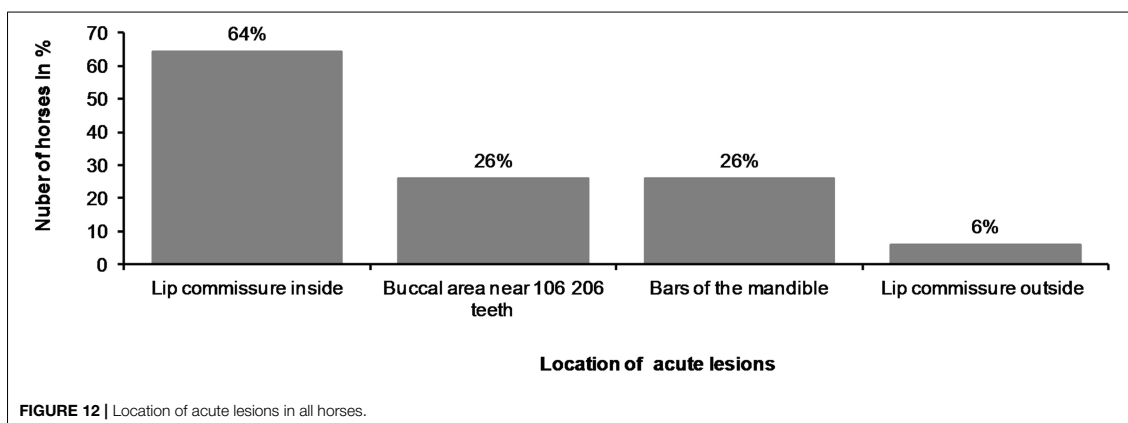 Nuber of horses in %
70
60
50
40
30
20
10
0
64%
26%
26%
6%
Lip commissure inside
Buccal area near 106 206
teeth
Bars of the mandible
Lip commissure outside
Location of acute lesions
FIGURE 12 | Location of acute lesions in all horses.